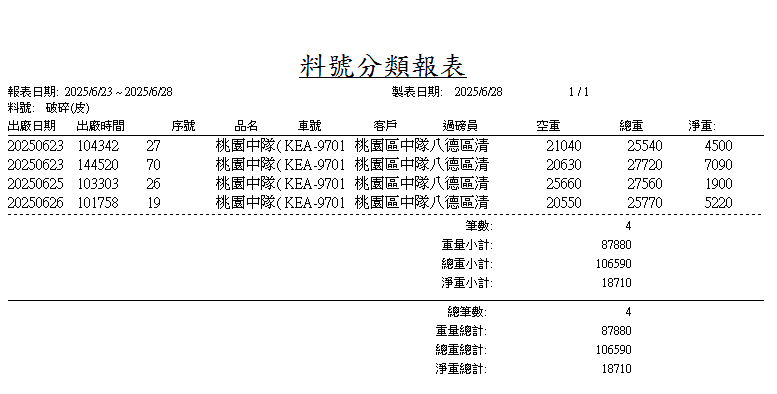 料號分類報表
報表日期: 2025/6/23 ~ 2025/6/28 製表日期: 2025/6/28 1 / 1
料號: 破碎(皮)
出廠日期 出廠時間 序號 品名 車號 客戶 過磅員 空重 總重 淨重:
20250623 104342 27 桃園中隊( KEA-9701 桃園區中隊八德區清 21040 25540 4500
20250623 144520 70 桃園中隊( KEA-9701 桃園區中隊八德區清 20630 27720 7090
20250625 103303 26 桃園中隊( KEA-9701 桃園區中隊八德區清 25660 27560 1900
20250626 101758 19 桃園中隊( KEA-9701 桃園區中隊八德區清 20550 25770 5220
筆數: 4
重量小計: 87880
總重小計: 106590
淨重小計: 18710
總筆數: 4
重量總計: 87880
總重總計: 106590
淨重總計: 18710